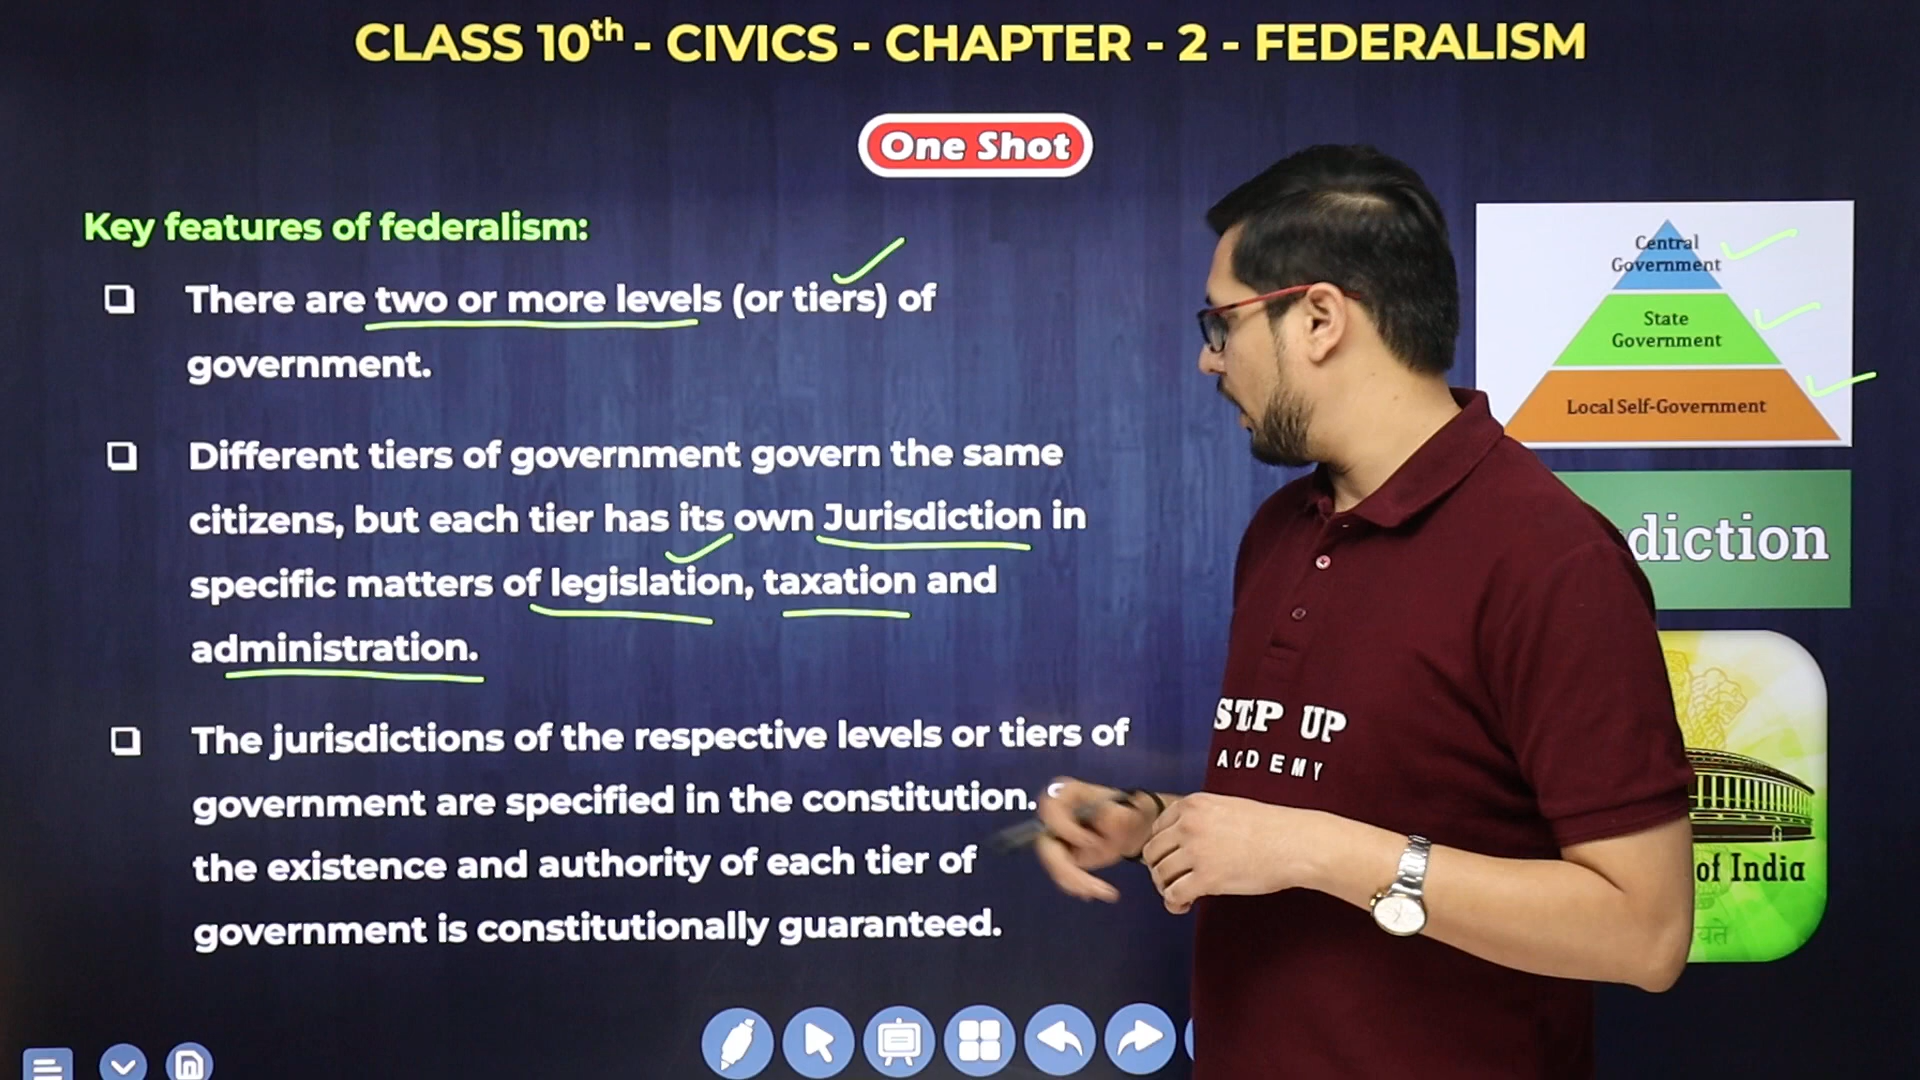 CLASS 10th - CIVICS - CHAPTER - 2 - FEDERALISM
One Shot
Key features of federalism:
There are two or more levels (or tiers) of
government.
Different tiers of government govern the same
citizens, but each tier has its own Jurisdiction in
specific matters of legislation, taxation and
administration.
The jurisdictions of the respective levels or tiers of
government are specified in the constitution.
the existence and authority of each tier of
government is constitutionally guaranteed.
Central
Government
State
Government
Local Self-Government
diction
of India
STEP UP
ACDEMY